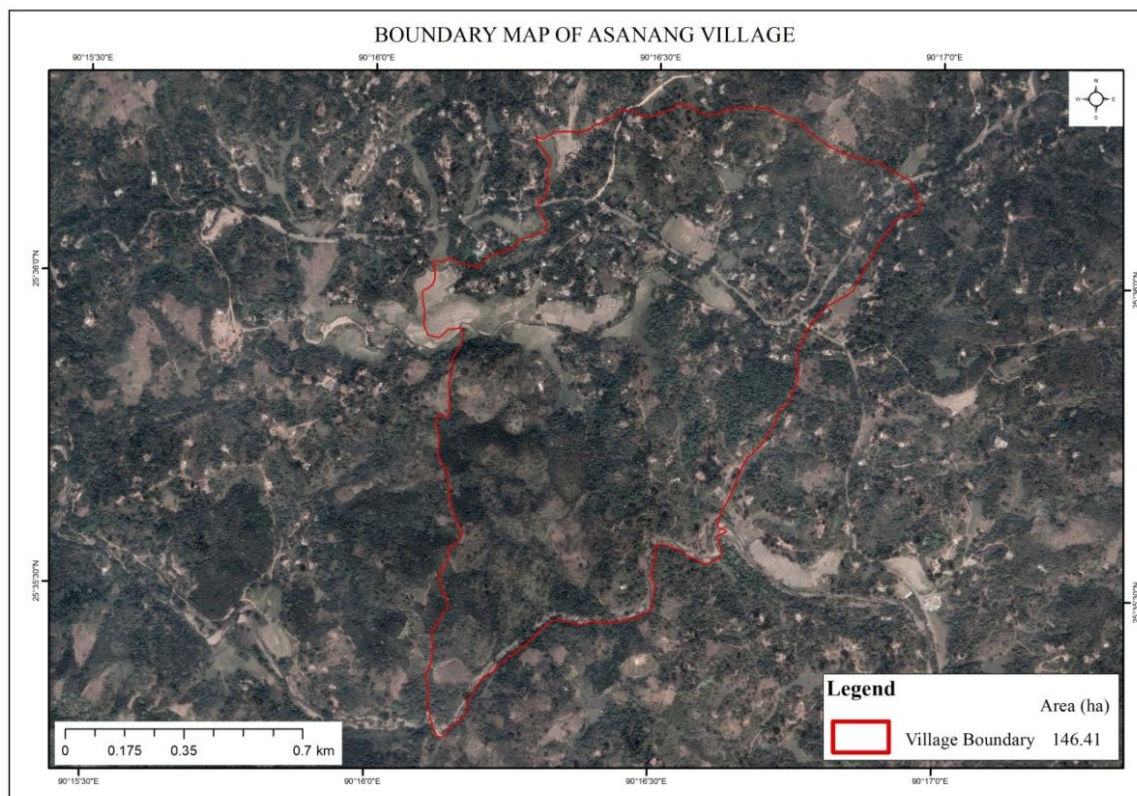 BOUNDARY MAP OF ASANANG VILLAGE
90°15'30"E 90°16'0"E 90°16'30"E 90°17'0"E
N
W E
S
25°36'0"N
25°36'0"N
25°35'30"N
25°35'30"N
Legend
Area (ha)
Village Boundary 146.41
0 0.175 0.35 0.7 km
90°15'30"E 90°16'0"E 90°16'30"E 90°17'0"E